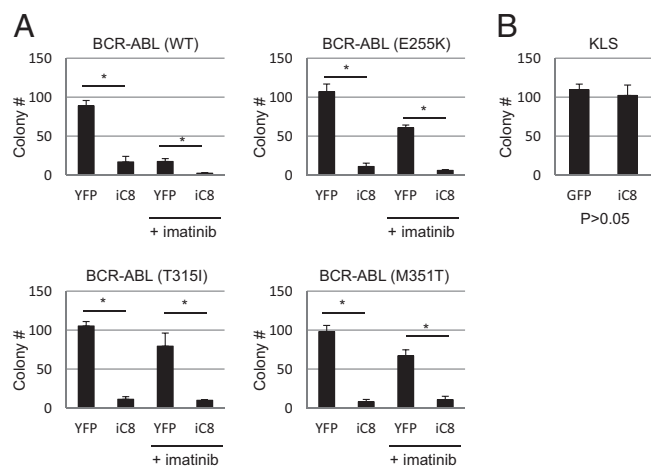 A
BCR-ABL (WT)
150
100
50
0
Colony #
*
*
YFP iC8 YFP iC8
+ imatinib
BCR-ABL (E255K)
150
100
50
0
Colony #
*
*
YFP iC8 YFP iC8
+ imatinib
B
KLS
150
100
50
0
Colony #
GFP iC8
P>0.05
BCR-ABL (T315I)
150
100
50
0
Colony #
*
*
YFP iC8 YFP iC8
+ imatinib
BCR-ABL (M351T)
150
100
50
0
Colony #
*
*
YFP iC8 YFP iC8
+ imatinib